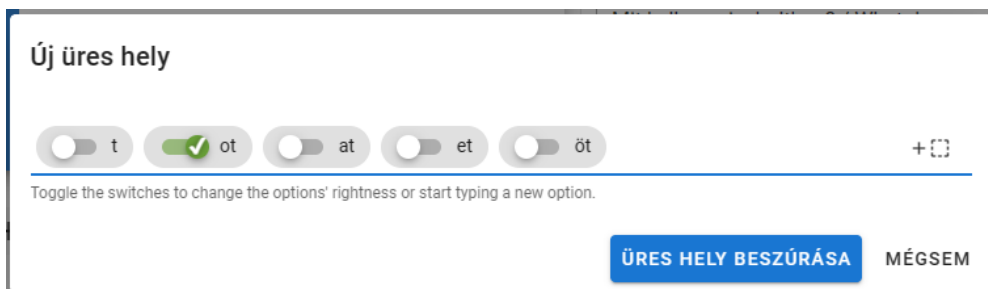 Új üres hely
t ot at et öt
Toggle the switches to change the options' rightness or start typing a new option.
ÜRES HELY BESZÚRÁSA MÉGSEM